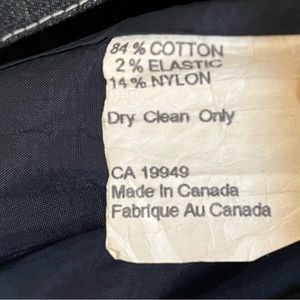 84 % COTTON
2 % ELASTIC
14 % NYLON
Dry Clean Only
CA 19949
Made In Canada
Fabrique Au Canada